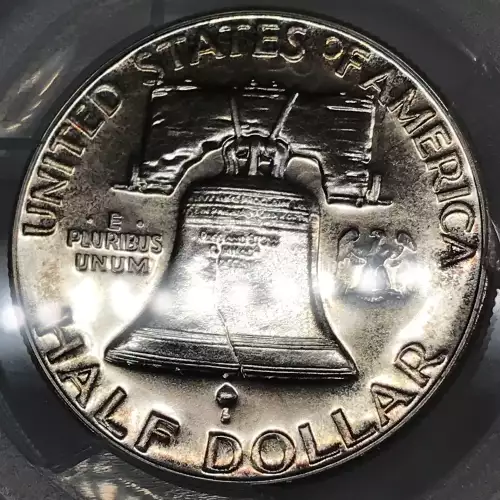 UNITED STATES OF AMERICA
· E ·
PLURIBUS
UNUM
HALF DOLLAR